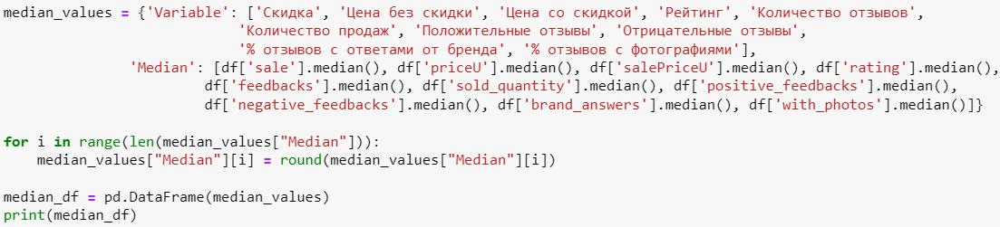 median_values = {'Variable': ['Скидка', 'Цена без скидки', 'Цена со скидкой', 'Рейтинг', 'Количество отзывов',
'Количество продаж', 'Положительные отзывы', 'Отрицательные отзывы',
'% отзывов с ответами от бренда', '% отзывов с фотографиями'],
'Median': [df['sale'].median(), df['priceU'].median(), df['salePriceU'].median(), df['rating'].median(),
df['feedbacks'].median(), df['sold_quantity'].median(), df['positive_feedbacks'].median(),
df['negative_feedbacks'].median(), df['brand_answers'].median(), df['with_photos'].median()]}
for i in range(len(median_values["Median"])):
median_values["Median"][i] = round(median_values["Median"][i])
median_df = pd.DataFrame(median_values)
print(median_df)